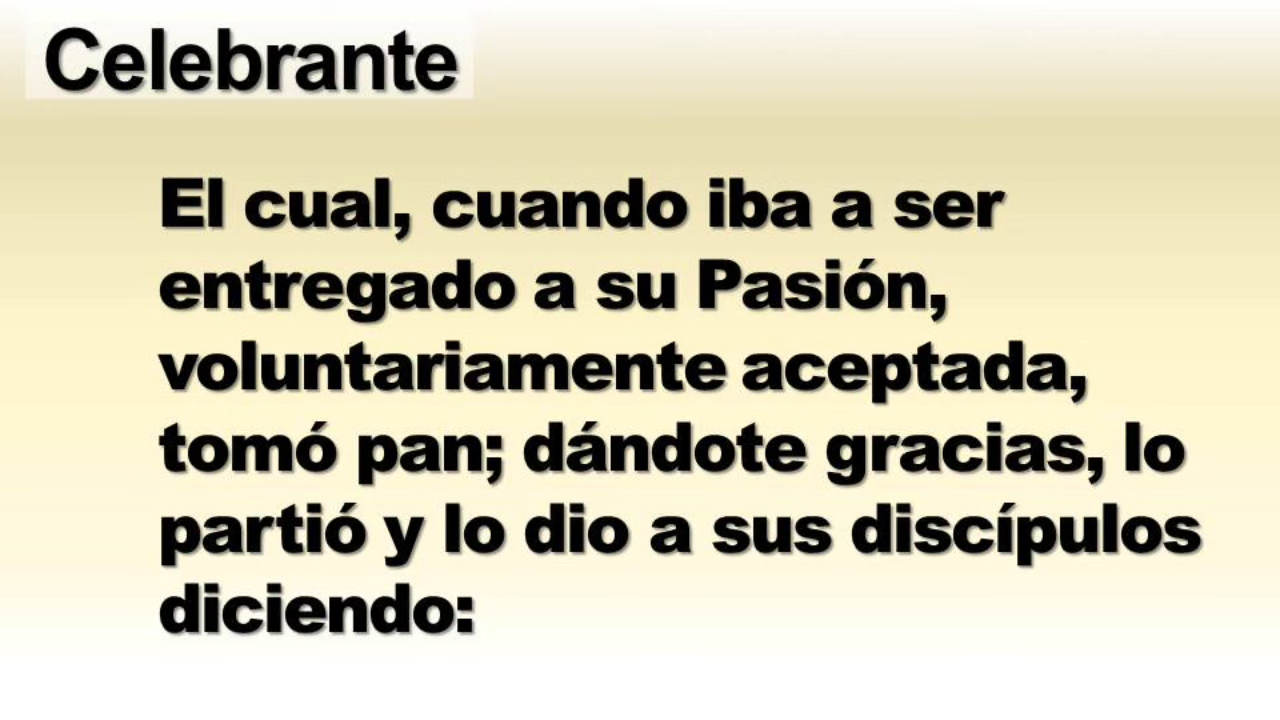 Celebrante
El cual, cuando iba a ser
entregado a su Pasión,
voluntariamente aceptada,
tomó pan; dándote gracias, lo
partió y lo dio a sus discípulos
diciendo: